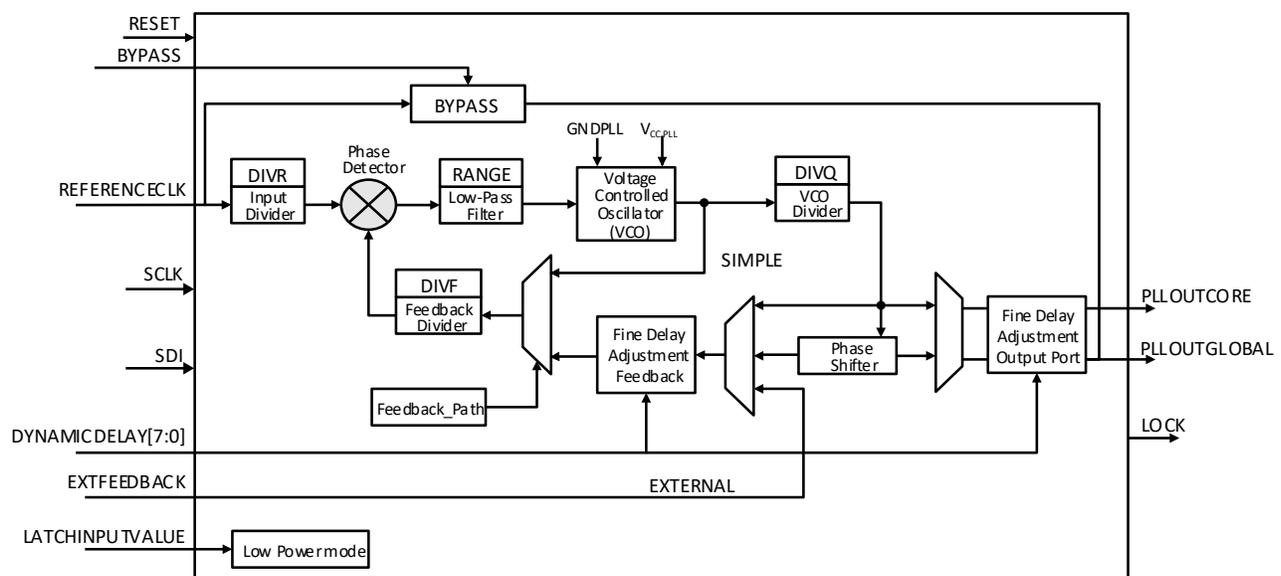 RESET
BYPASS
BYPASS
GNDPLL
VCCPLL
Phase
Detector
DIVR
Input
Divider
RANGE
Low-Pass
Filter
Voltage
Controlled
Oscillator
(VCO)
DIVQ
VCO
Divider
REFERENCECLK
SIMPLE
SCLK
DIVF
Feedback
Divider
Fine Delay
Adjustment
Feedback
Phase
Shifter
Fine Delay
Adjustment
Output Port
PLLOUTCORE
PLLOUTGLOBAL
SDI
Feedback_Path
DYNAMICDELAY[7:0]
LOCK
EXTFEEDBACK
EXTERNAL
LATCHINPUTVALUE
Low Power mode